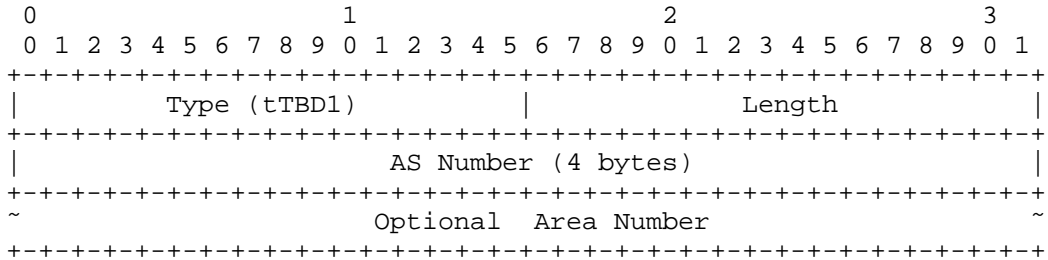 0                   1                   2                   3
 0 1 2 3 4 5 6 7 8 9 0 1 2 3 4 5 6 7 8 9 0 1 2 3 4 5 6 7 8 9 0 1
+-+-+-+-+-+-+-+-+-+-+-+-+-+-+-+-+-+-+-+-+-+-+-+-+-+-+-+-+-+-+-+-+
|         Type (tTBD1)          |             Length            |
+-+-+-+-+-+-+-+-+-+-+-+-+-+-+-+-+-+-+-+-+-+-+-+-+-+-+-+-+-+-+-+-+
|                       AS Number (4 bytes)                     |
+-+-+-+-+-+-+-+-+-+-+-+-+-+-+-+-+-+-+-+-+-+-+-+-+-+-+-+-+-+-+-+-+
~                      Optional  Area Number                    ~
+-+-+-+-+-+-+-+-+-+-+-+-+-+-+-+-+-+-+-+-+-+-+-+-+-+-+-+-+-+-+-+-+